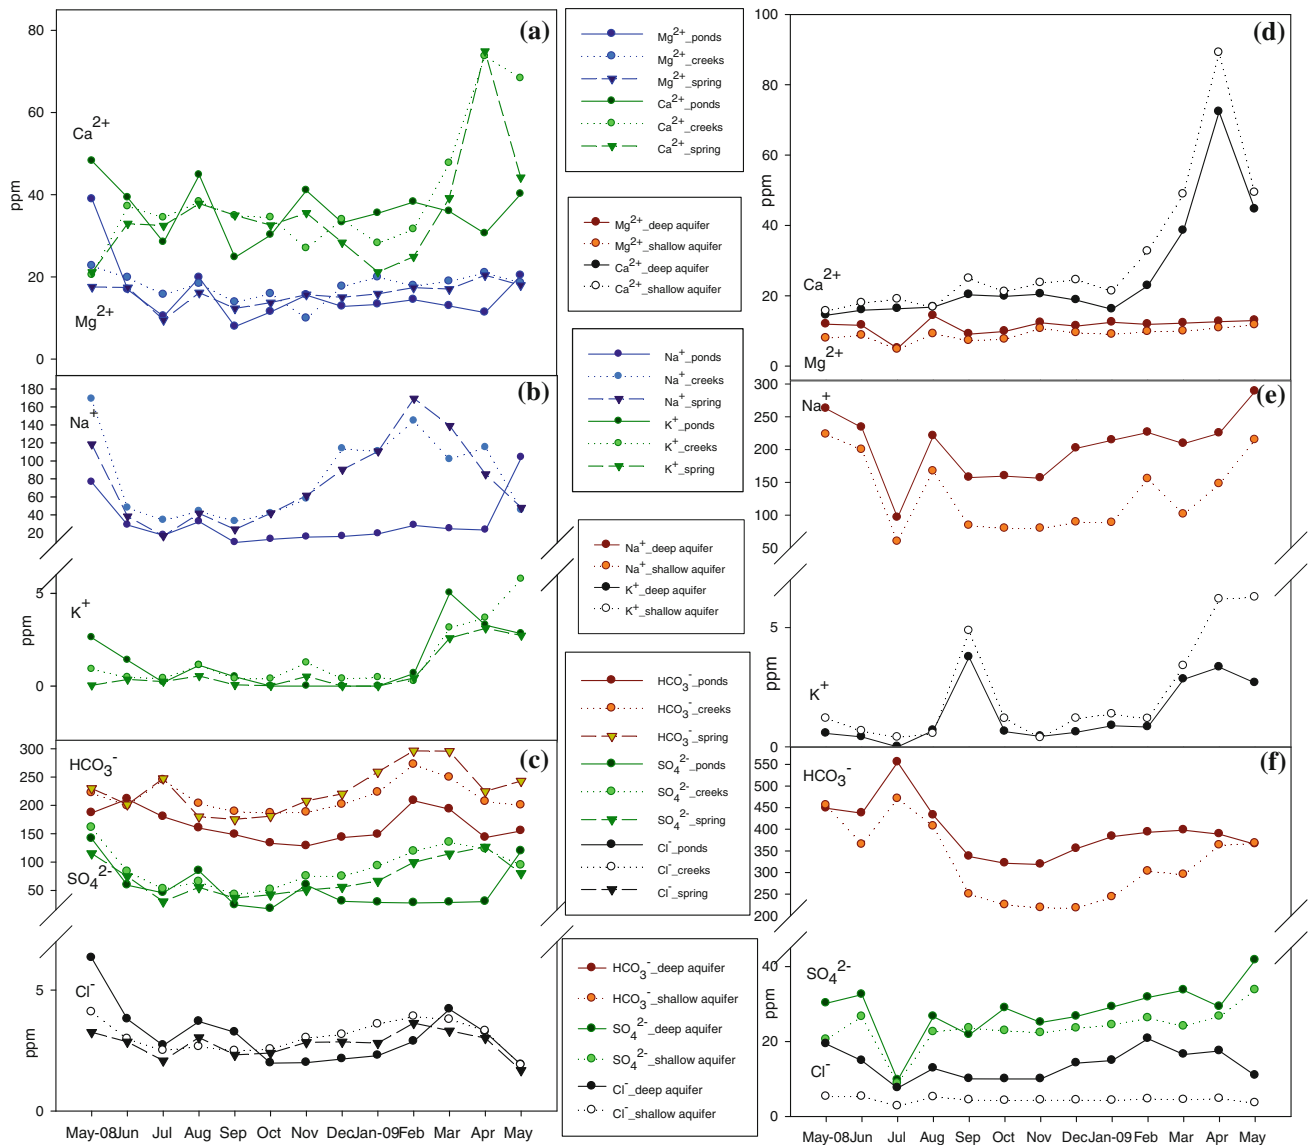 (a)
80
60
40
20
0
ppm
Ca2+
Mg2+
(b)
180
160
140
120
100
80
60
40
20
5
0
ppm
Na+
K+
(c)
300
250
200
150
100
50
5
0
ppm
HCO3-
SO42-
Cl-
May-08 Jun Jul Aug Sep Oct Nov Dec Jan-09 Feb Mar Apr May
Mg2+_ponds
Mg2+_creeks
Mg2+_spring
Ca2+_ponds
Ca2+_creeks
Ca2+_spring
Mg2+_deep aquifer
Mg2+_shallow aquifer
Ca2+_deep aquifer
Ca2+_shallow aquifer
Na+_ponds
Na+_creeks
Na+_spring
K+_ponds
K+_creeks
K+_spring
Na+_deep aquifer
Na+_shallow aquifer
K+_deep aquifer
K+_shallow aquifer
HCO3-_ponds
HCO3-_creeks
HCO3-_spring
SO42-_ponds
SO42-_creeks
SO42-_spring
Cl-_ponds
Cl-_creeks
Cl-_spring
HCO3-_deep aquifer
HCO3-_shallow aquifer
SO42-_deep aquifer
SO42-_shallow aquifer
Cl-_deep aquifer
Cl-_shallow aquifer
(d)
100
80
60
40
20
0
ppm
Ca2+
Mg2+
(e)
300
250
200
150
100
50
5
0
ppm
Na+
K+
(f)
550
500
450
400
350
300
250
200
40
20
0
ppm
HCO3-
SO42-
Cl-
May-08 Jun Jul Aug Sep Oct Nov Dec Jan-09 Feb Mar Apr May